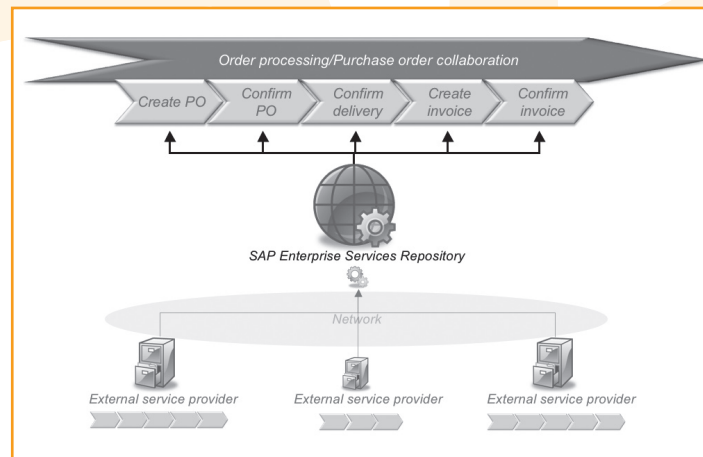 Order processing/Purchase order collaboration
Create PO
Confirm
PO
Confirm
delivery
Create
invoice
Confirm
invoice
SAP Enterprise Services Repository
Network
External service provider
External service provider
External service provider